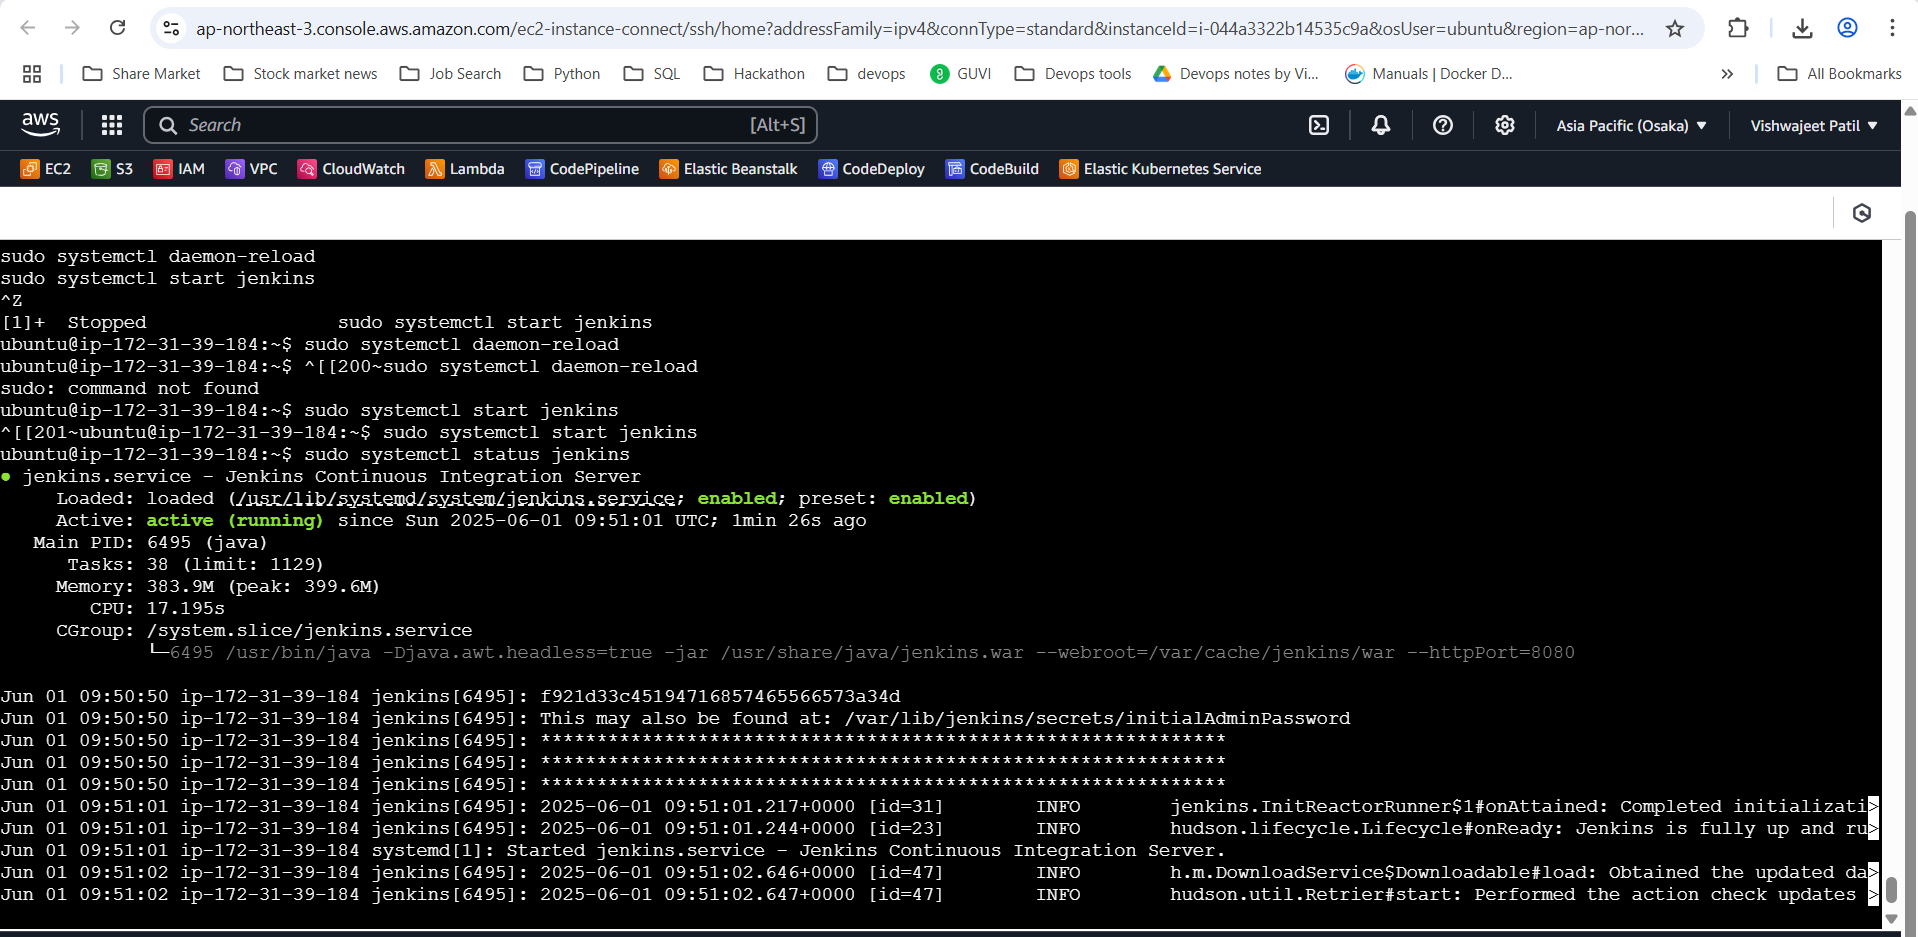 ap-northeast-3.console.aws.amazon.com/ec2-instance-connect/ssh/home?addressFamily=ipv4&connType=standard&instanceId=i-044a3322b14535c9a&osUser=ubuntu&region=ap-nor...
Share Market Stock market news Job Search Python SQL Hackathon devops GUVI Devops tools Devops notes by Vi... Manuals | Docker D... » All Bookmarks
aws Search [Alt+S] Asia Pacific (Osaka) Vishwajeet Patil
EC2 S3 IAM VPC CloudWatch Lambda CodePipeline Elastic Beanstalk CodeDeploy CodeBuild Elastic Kubernetes Service
sudo systemctl daemon-reload
sudo systemctl start jenkins
^Z
[1]+  Stopped                 sudo systemctl start jenkins
ubuntu@ip-172-31-39-184:~$ sudo systemctl daemon-reload
ubuntu@ip-172-31-39-184:~$ ^[[200~sudo systemctl daemon-reload
sudo: command not found
ubuntu@ip-172-31-39-184:~$ sudo systemctl start jenkins
^[[201~ubuntu@ip-172-31-39-184:~$ sudo systemctl start jenkins
ubuntu@ip-172-31-39-184:~$ sudo systemctl status jenkins
● jenkins.service - Jenkins Continuous Integration Server
     Loaded: loaded (/usr/lib/systemd/system/jenkins.service; enabled; preset: enabled)
     Active: active (running) since Sun 2025-06-01 09:51:01 UTC; 1min 26s ago
   Main PID: 6495 (java)
      Tasks: 38 (limit: 1129)
     Memory: 383.9M (peak: 399.6M)
        CPU: 17.195s
     CGroup: /system.slice/jenkins.service
             └─6495 /usr/bin/java -Djava.awt.headless=true -jar /usr/share/java/jenkins.war --webroot=/var/cache/jenkins/war --httpPort=8080
Jun 01 09:50:50 ip-172-31-39-184 jenkins[6495]: f921d33c45194716857465566573a34d
Jun 01 09:50:50 ip-172-31-39-184 jenkins[6495]: This may also be found at: /var/lib/jenkins/secrets/initialAdminPassword
Jun 01 09:50:50 ip-172-31-39-184 jenkins[6495]: *************************************************************
Jun 01 09:50:50 ip-172-31-39-184 jenkins[6495]: *************************************************************
Jun 01 09:50:50 ip-172-31-39-184 jenkins[6495]: *************************************************************
Jun 01 09:51:01 ip-172-31-39-184 jenkins[6495]: 2025-06-01 09:51:01.217+0000 [id=31]        INFO        jenkins.InitReactorRunner$1#onAttained: Completed initializati>
Jun 01 09:51:01 ip-172-31-39-184 jenkins[6495]: 2025-06-01 09:51:01.244+0000 [id=23]        INFO        hudson.lifecycle.Lifecycle#onReady: Jenkins is fully up and ru>
Jun 01 09:51:01 ip-172-31-39-184 systemd[1]: Started jenkins.service - Jenkins Continuous Integration Server.
Jun 01 09:51:02 ip-172-31-39-184 jenkins[6495]: 2025-06-01 09:51:02.646+0000 [id=47]        INFO        h.m.DownloadService$Downloadable#load: Obtained the updated da>
Jun 01 09:51:02 ip-172-31-39-184 jenkins[6495]: 2025-06-01 09:51:02.647+0000 [id=47]        INFO        hudson.util.Retrier#start: Performed the action check updates >